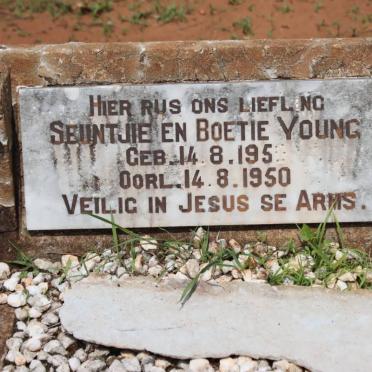 HIER RUS ONS LIEFLING
SEUNTJIE EN BOETIE YOUNG
GEB. 14.8.195
OORL. 14.8.1950
VEILIG IN JESUS SE ARMS.